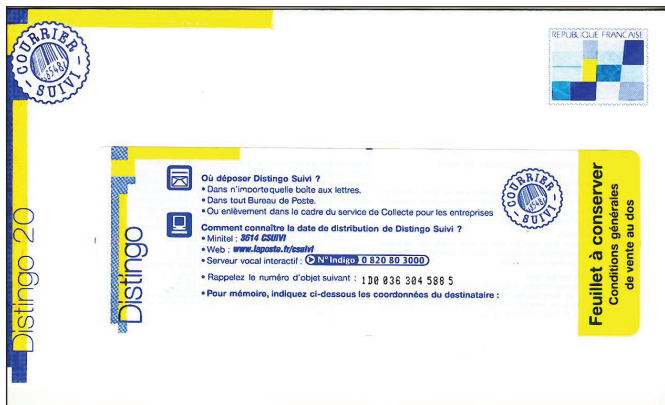 COURRIER
SUIVI
REPUBLIQUE FRANCAISE
Distingo 20
Distingo
Où déposer Distingo Suivi ?
• Dans n'importe quelle boîte aux lettres.
• Dans tout Bureau de Poste.
• Ou enlèvement dans le cadre du service de Collecte pour les entreprises
Comment connaître la date de distribution de Distingo Suivi ?
• Minitel : 3614 CSUIVI
• Web : www.laposte.fr/csuivi
• Serveur vocal interactif : N° Indigo 0 820 80 3000
• Rappelez le numéro d'objet suivant : 1D0 036 304 588 5
• Pour mémoire, indiquez ci-dessous les coordonnées du destinataire :
COURRIER
SUIVI
Feuillet à conserver
Conditions générales
de vente au dos